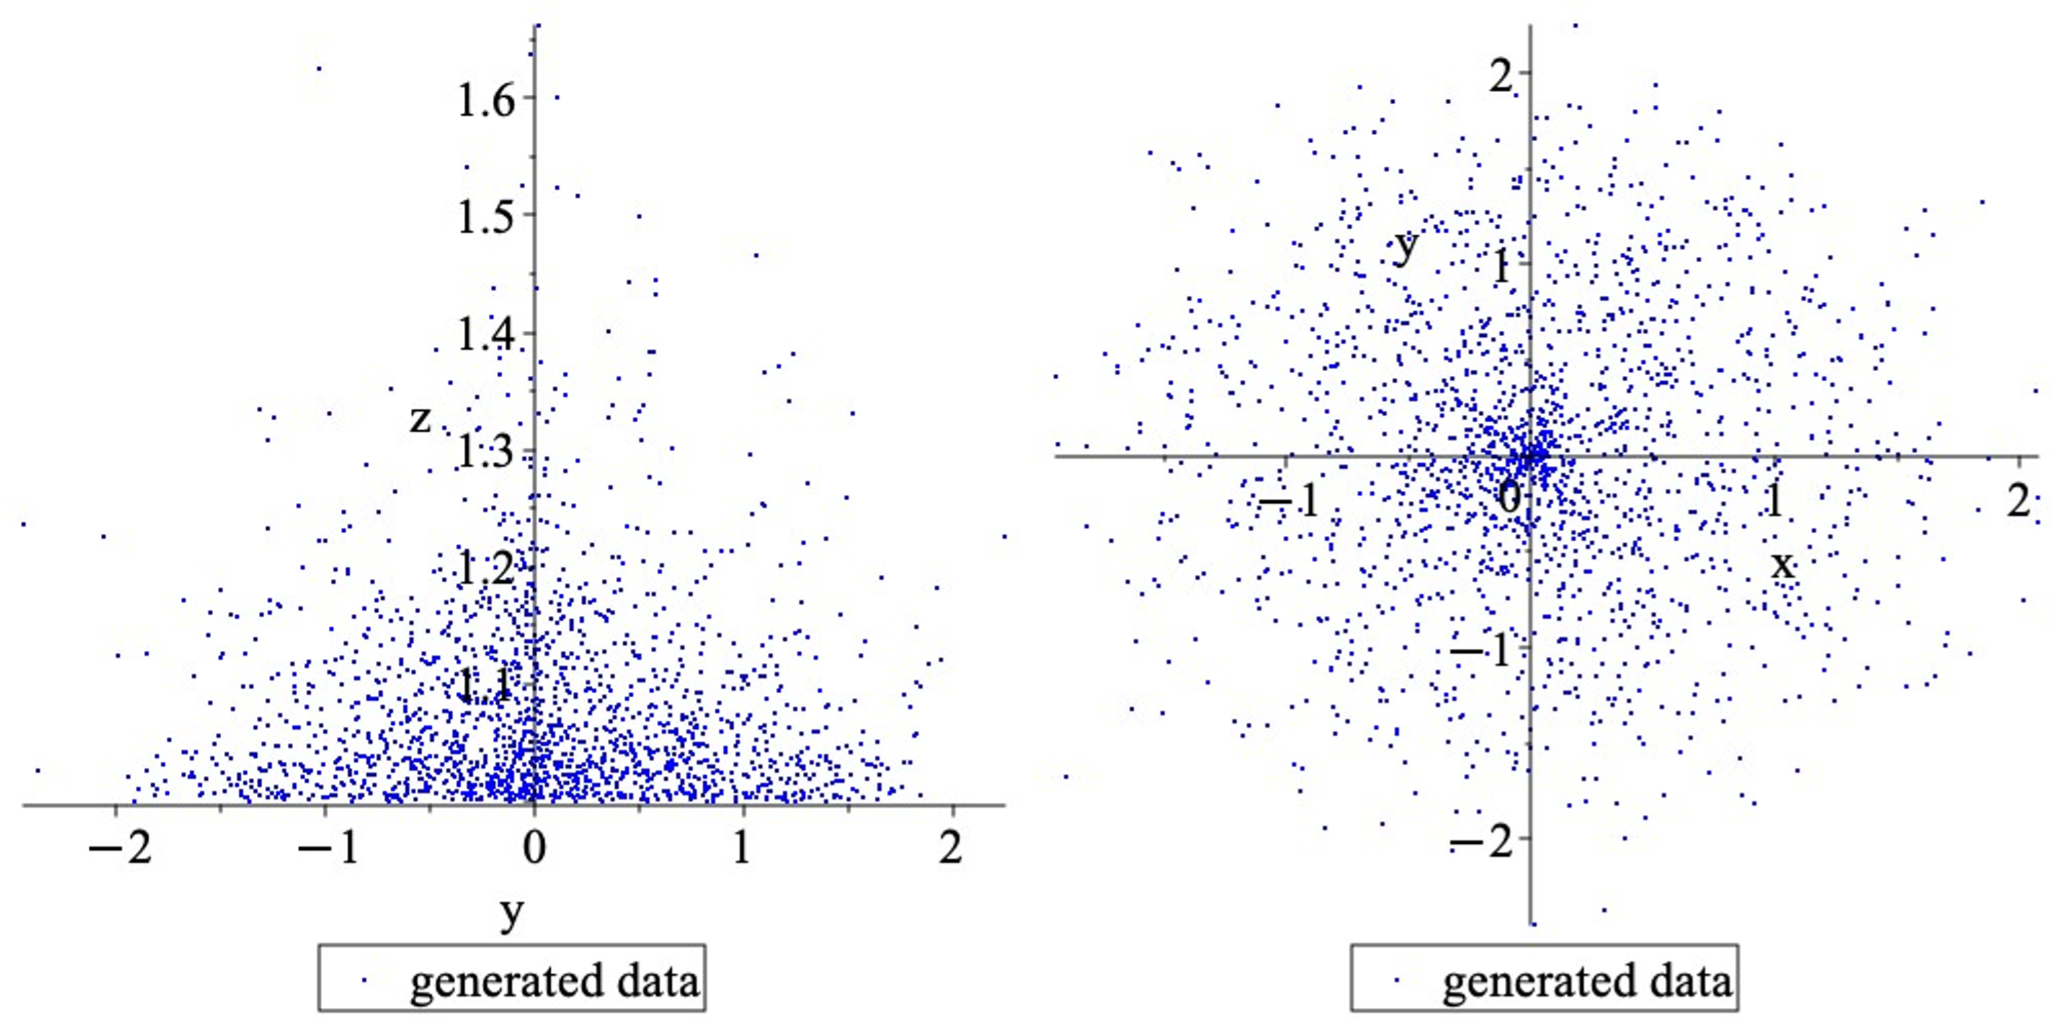 1.6
1.5
1.4
z
1.3
1.2
1.1
−2 −1 0 1 2
y
generated data
2
y
1
−1 0 1 2
x
−1
−2
generated data